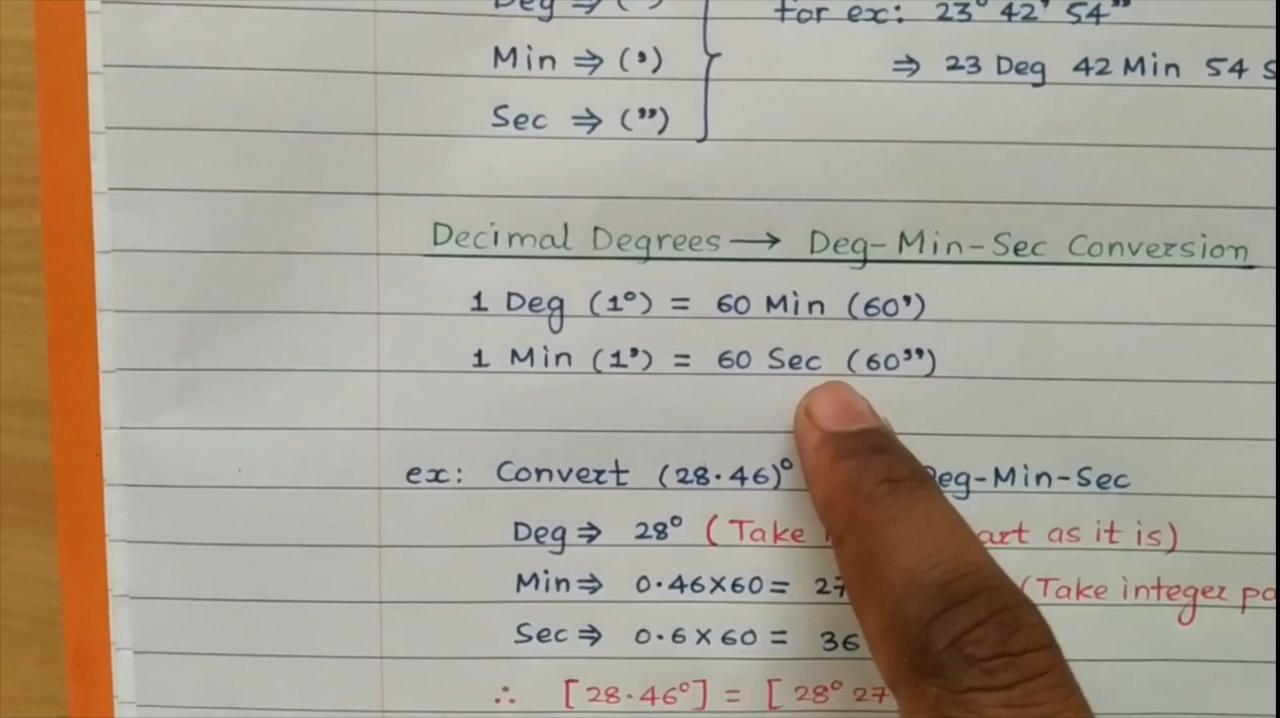 Deg ⇒ (°)
for ex: 23° 42' 54"
Min ⇒ (')
⇒ 23 Deg 42 Min 54 S
Sec ⇒ ('')
Decimal Degrees → Deg-Min-Sec Conversion
1 Deg (1°) = 60 Min (60')
1 Min (1') = 60 Sec (60'')
ex: Convert (28.46)° Deg-Min-Sec
Deg ⇒ 28° (Take art as it is)
Min ⇒ 0.46×60 = 27 (Take integer pa
Sec ⇒ 0.6×60 = 36
∴ [28.46°] = [28° 27